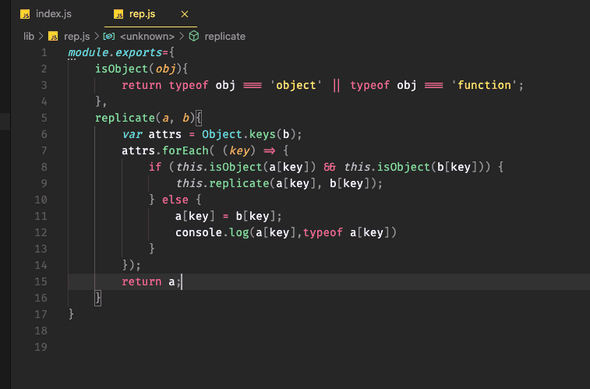 index.js rep.js ×
lib > rep.js > <unknown> > replicate
1 module.exports={
2 isObject(obj){
3 return typeof obj === 'object' || typeof obj === 'function';
4 },
5 replicate(a, b){
6 var attrs = Object.keys(b);
7 attrs.forEach( (key) => {
8 if (this.isObject(a[key]) && this.isObject(b[key])) {
9 this.replicate(a[key], b[key]);
10 } else {
11 a[key] = b[key];
12 console.log(a[key],typeof a[key])
13 }
14 });
15 return a;
16 }
17 }
18
19